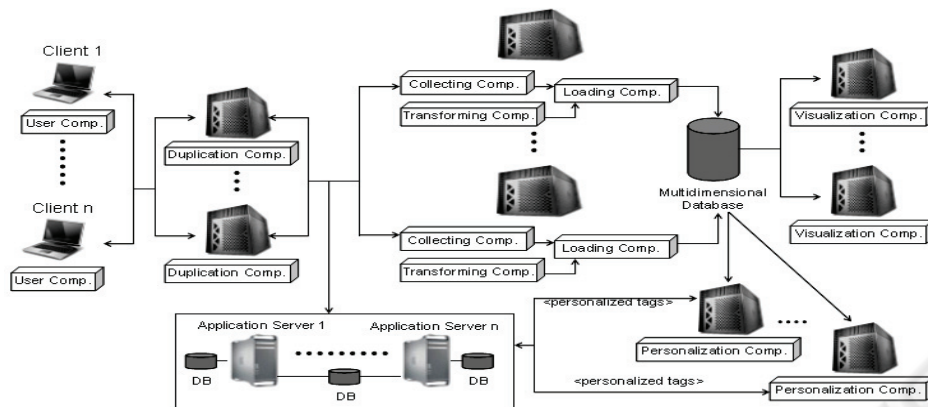 Client 1
User Comp.
Client n
User Comp.
Duplication Comp.
Duplication Comp.
Collecting Comp.
Loading Comp.
Transforming Comp.
Collecting Comp.
Loading Comp.
Transforming Comp.
Multidimensional
Database
Visualization Comp.
Visualization Comp.
Application Server 1
Application Server n
DB
DB
DB
<personalized tags>
Personalization Comp.
<personalized tags>
Personalization Comp.